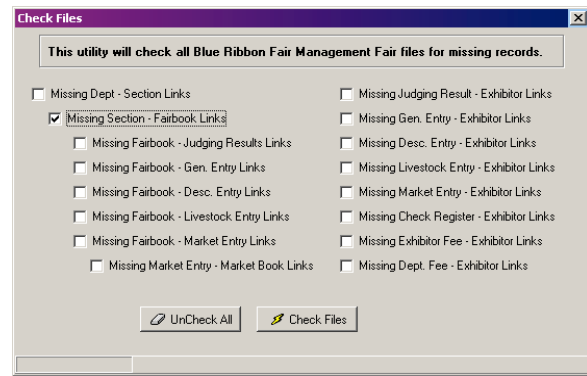 Check Files
This utility will check all Blue Ribbon Fair Management Fair files for missing records.
Missing Dept - Section Links
Missing Section - Fairbook Links
Missing Fairbook - Judging Results Links
Missing Fairbook - Gen. Entry Links
Missing Fairbook - Desc. Entry Links
Missing Fairbook - Livestock Entry Links
Missing Fairbook - Market Entry Links
Missing Market Entry - Market Book Links
Missing Judging Result - Exhibitor Links
Missing Gen. Entry - Exhibitor Links
Missing Desc. Entry - Exhibitor Links
Missing Livestock Entry - Exhibitor Links
Missing Market Entry - Exhibitor Links
Missing Check Register - Exhibitor Links
Missing Exhibitor Fee - Exhibitor Links
Missing Dept. Fee - Exhibitor Links
UnCheck All
Check Files